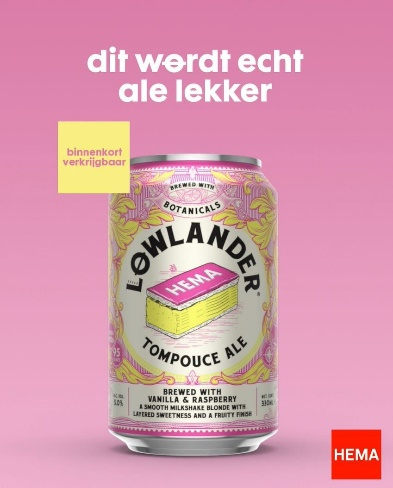 dit wordt echt
ale lekker
binnenkort
verkrijgbaar
BREWED WITH
BOTANICALS
LØWLANDER®
HEMA
TOMPOUCE ALE
BREWED WITH
VANILLA & RASPBERRY
A SMOOTH MILKSHAKE BLONDE WITH
LAYERED SWEETNESS AND A FRUITY FINISH
5.0%
330ML
HEMA